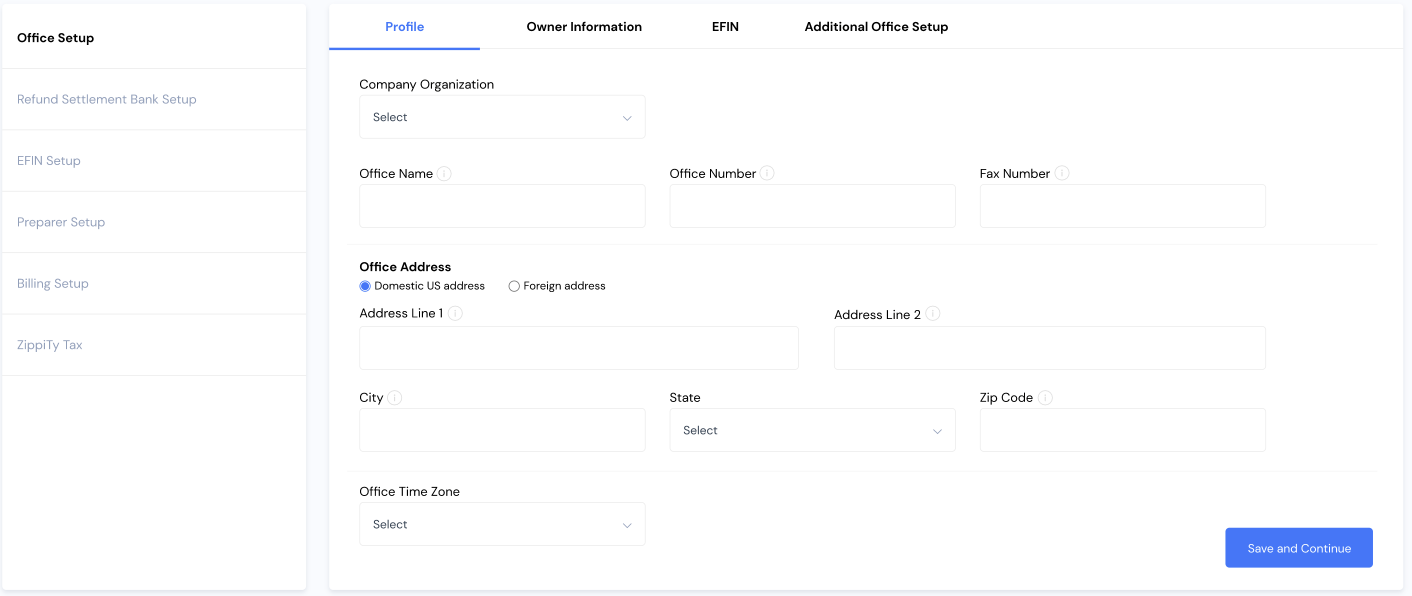 Office Setup
Refund Settlement Bank Setup
EFIN Setup
Preparer Setup
Billing Setup
ZippiTy Tax
Profile Owner Information EFIN Additional Office Setup
Company Organization
Select
Office Name Office Number Fax Number
Office Address
Domestic US address Foreign address
Address Line 1 Address Line 2
City State Zip Code
Select
Office Time Zone
Select
Save and Continue